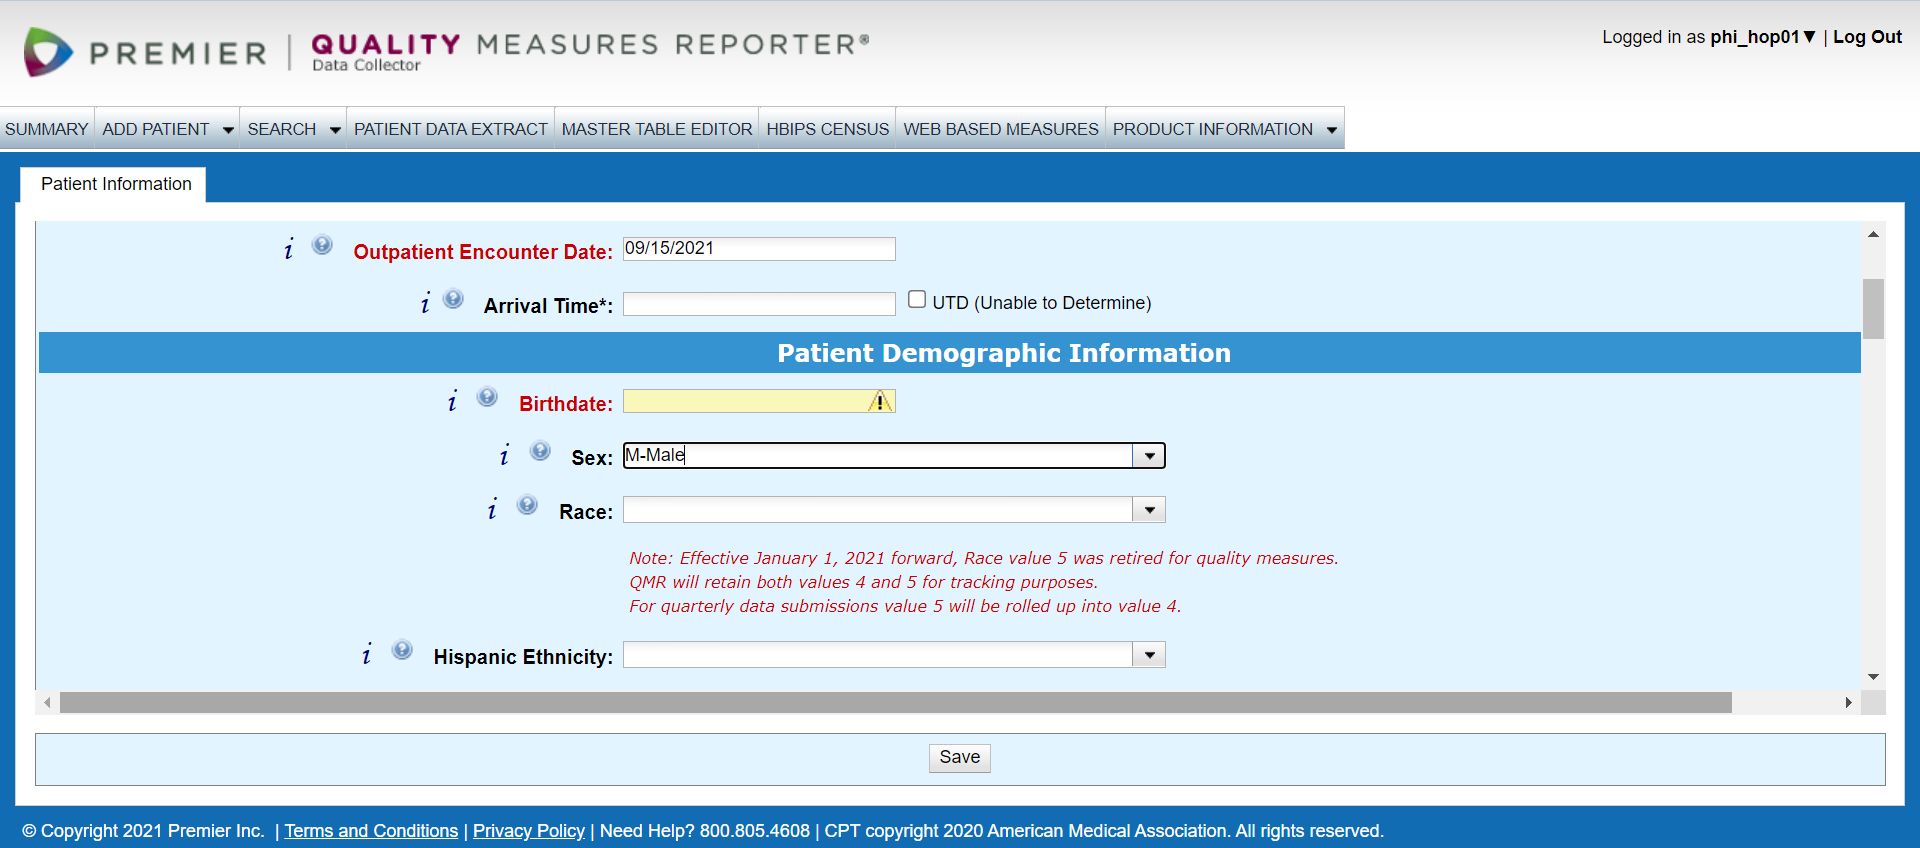 PREMIER | QUALITY MEASURES REPORTER®
Data Collector
Logged in as phi_hop01▼ | Log Out
SUMMARY ADD PATIENT SEARCH PATIENT DATA EXTRACT MASTER TABLE EDITOR HBIPS CENSUS WEB BASED MEASURES PRODUCT INFORMATION
Patient Information
i ? Outpatient Encounter Date: 09/15/2021
i ? Arrival Time*: UTD (Unable to Determine)
Patient Demographic Information
i ? Birthdate:
i ? Sex: M-Male
i ? Race:
Note: Effective January 1, 2021 forward, Race value 5 was retired for quality measures.
QMR will retain both values 4 and 5 for tracking purposes.
For quarterly data submissions value 5 will be rolled up into value 4.
i ? Hispanic Ethnicity:
Save
© Copyright 2021 Premier Inc. | Terms and Conditions | Privacy Policy | Need Help? 800.805.4608 | CPT copyright 2020 American Medical Association. All rights reserved.